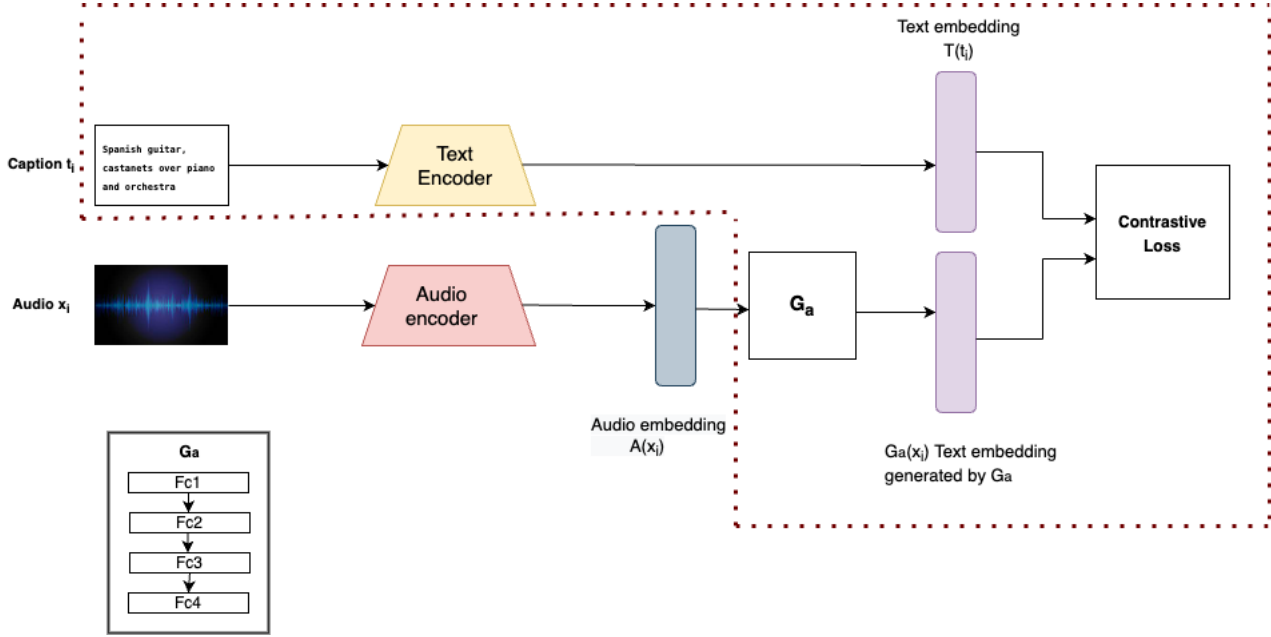 Text embedding
T(tᵢ)
Caption tᵢ
Spanish guitar,
castanets over piano
and orchestra
Text
Encoder
Contrastive
Loss
Audio xᵢ
Audio
encoder
Gₐ
Audio embedding
A(xᵢ)
Ga(xᵢ) Text embedding
generated by Ga
Ga
Fc1
Fc2
Fc3
Fc4